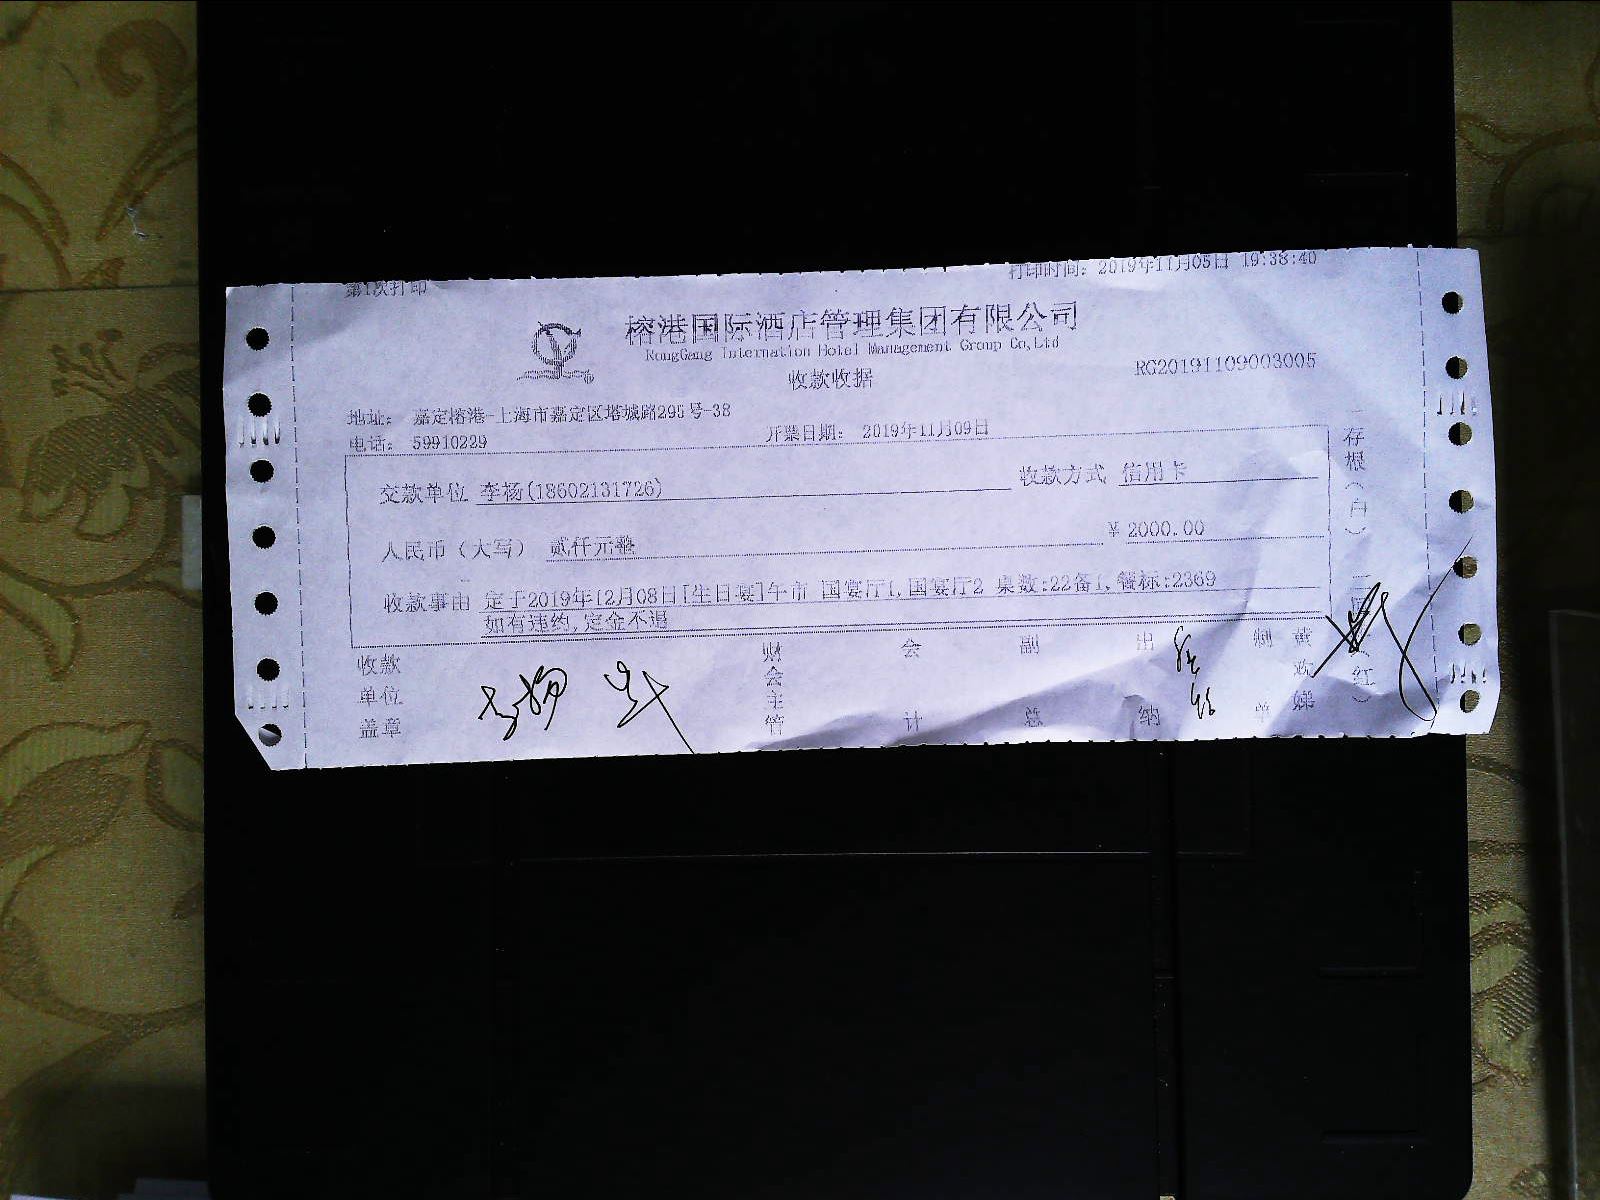 第1次打印
打印时间：2019年11月05日 19:38:40
榕港国际酒店管理集团有限公司
RongGang Internation Hotel Management Group Co,Ltd
收款收据
RG20191109003005
地址： 嘉定榕港-上海市嘉定区塔城路295号-38
电话： 59910229
开票日期： 2019年11月09日
交款单位 李杨(18602131726)
收款方式 信用卡
人民币（大写） 贰仟元整
￥ 2000.00
收款事由 定于2019年12月08日[生日宴]午市 国宴厅1,国宴厅2 桌数:22备1,餐标:2369
如有违约,定金不退
收款单位盖章
李杨
财会主管
会计
副总
出纳
制单
黄欢娣
一存根（白）
（红）